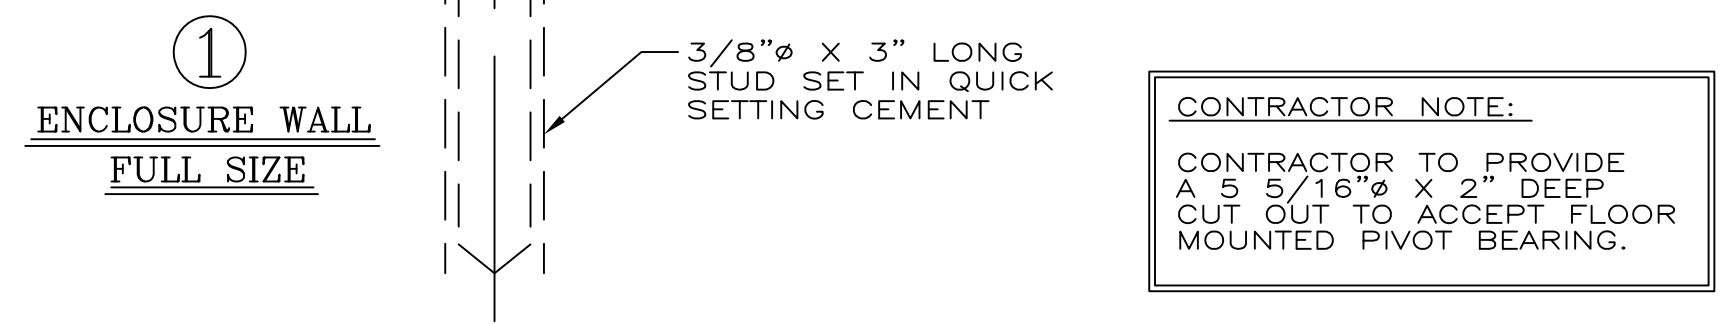 1
ENCLOSURE WALL
FULL SIZE
3/8"ø X 3" LONG
STUD SET IN QUICK
SETTING CEMENT
CONTRACTOR NOTE:
CONTRACTOR TO PROVIDE
A 5 5/16"ø X 2" DEEP
CUT OUT TO ACCEPT FLOOR
MOUNTED PIVOT BEARING.